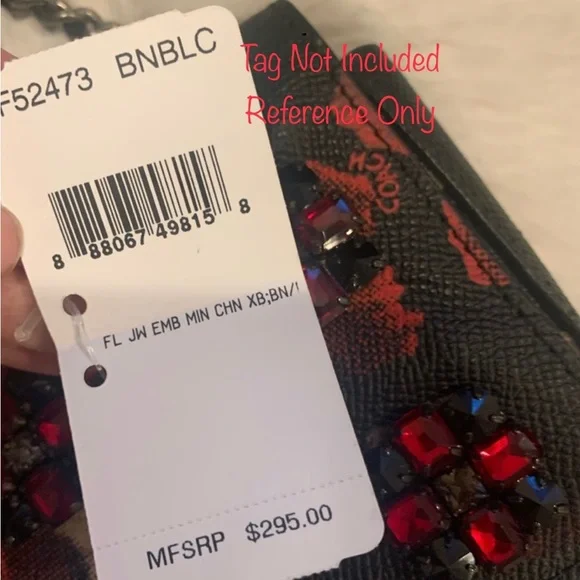 F52473 BNBLC
Tag Not Included
Reference Only
8 88067 49815 8
COACH
FL JW EMB MIN CHN XB;BN/
MFSRP $295.00